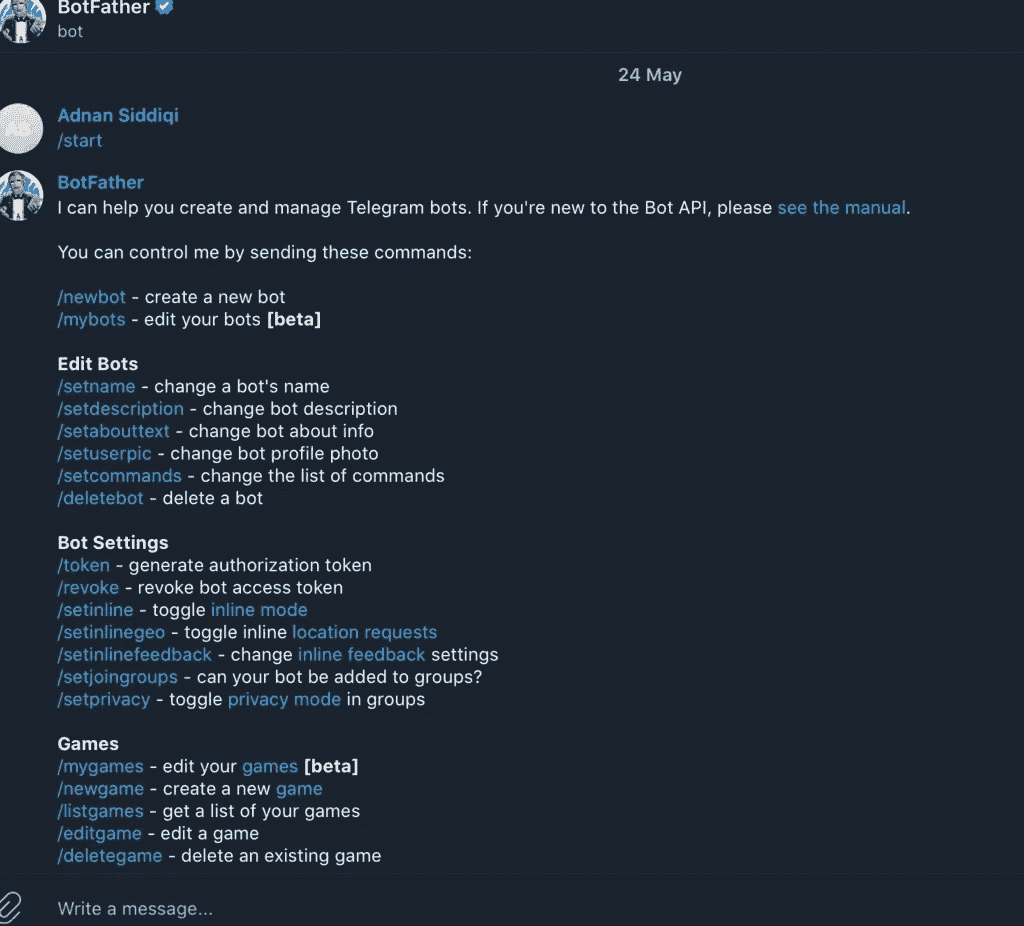 BotFather
bot
24 May
Adnan Siddiqi
/start
BotFather
I can help you create and manage Telegram bots. If you're new to the Bot API, please see the manual.
You can control me by sending these commands:
/newbot - create a new bot
/mybots - edit your bots [beta]
Edit Bots
/setname - change a bot's name
/setdescription - change bot description
/setabouttext - change bot about info
/setuserpic - change bot profile photo
/setcommands - change the list of commands
/deletebot - delete a bot
Bot Settings
/token - generate authorization token
/revoke - revoke bot access token
/setinline - toggle inline mode
/setinlinegeo - toggle inline location requests
/setinlinefeedback - change inline feedback settings
/setjoingroups - can your bot be added to groups?
/setprivacy - toggle privacy mode in groups
Games
/mygames - edit your games [beta]
/newgame - create a new game
/listgames - get a list of your games
/editgame - edit a game
/deletegame - delete an existing game
Write a message...